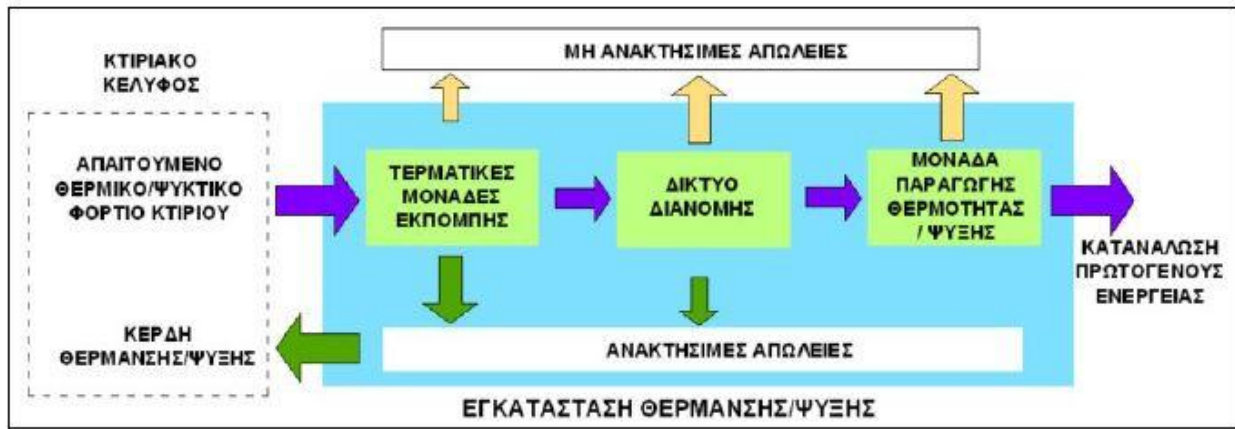 ΜΗ ΑΝΑΚΤΗΣΙΜΕΣ ΑΠΩΛΕΙΕΣ
ΚΤΙΡΙΑΚΟ
ΚΕΛΥΦΟΣ
ΑΠΑΙΤΟΥΜΕΝΟ
ΘΕΡΜΙΚΟ/ΨΥΚΤΙΚΟ
ΦΟΡΤΙΟ ΚΤΙΡΙΟΥ
ΤΕΡΜΑΤΙΚΕΣ
ΜΟΝΑΔΕΣ
ΕΚΠΟΜΠΗΣ
ΔΙΚΤΥΟ
ΔΙΑΝΟΜΗΣ
ΜΟΝΑΔΑ
ΠΑΡΑΓΩΓΗΣ
ΘΕΡΜΟΤΗΤΑΣ
/ ΨΥΞΗΣ
ΚΑΤΑΝΑΛΩΣΗ
ΠΡΩΤΟΓΕΝΟΥΣ
ΕΝΕΡΓΕΙΑΣ
ΚΕΡΔΗ
ΘΕΡΜΑΝΣΗΣ/ΨΥΞΗΣ
ΑΝΑΚΤΗΣΙΜΕΣ ΑΠΩΛΕΙΕΣ
ΕΓΚΑΤΑΣΤΑΣΗ ΘΕΡΜΑΝΣΗΣ/ΨΥΞΗΣ